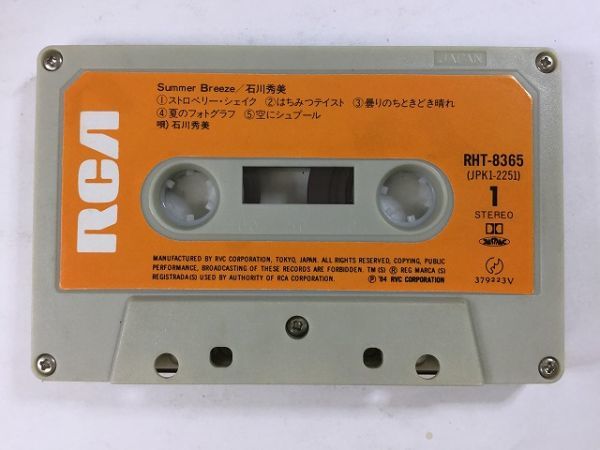 JAPAN
RCA
Summer Breeze／石川秀美
①ストロベリー・シェイク ②はちみつテイスト ③曇りのちときどき晴れ
④夏のフォトグラフ ⑤空にシュプール
唄) 石川秀美
RHT-8365
(JPK1-2251)
1
STEREO
MANUFACTURED BY RVC CORPORATION, TOKYO, JAPAN. ALL RIGHTS RESERVED, COPYING, PUBLIC
PERFORMANCE, BROADCASTING OF THESE RECORDS ARE FORBIDDEN. TM (S) Ⓡ REG MARCA (S)
REGISTRADA(S) USED BY AUTHORITY OF RCA CORPORATION.
Ⓟ '84 RVC CORPORATION
379223V